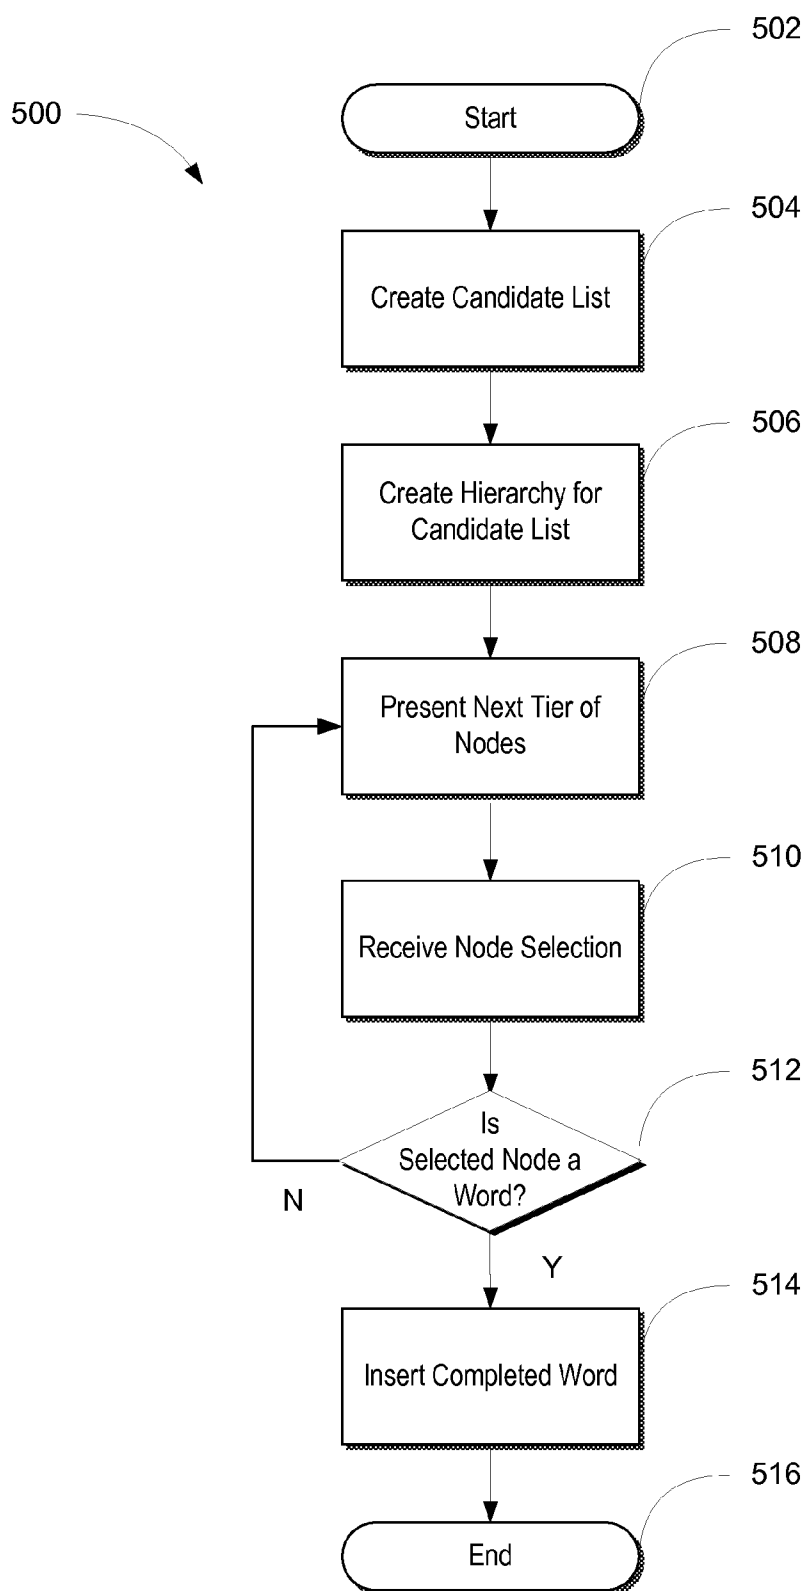 502
500
Start
504
Create Candidate List
506
Create Hierarchy for
Candidate List
508
Present Next Tier of
Nodes
510
Receive Node Selection
512
Is
Selected Node a
Word?
N
Y
514
Insert Completed Word
516
End